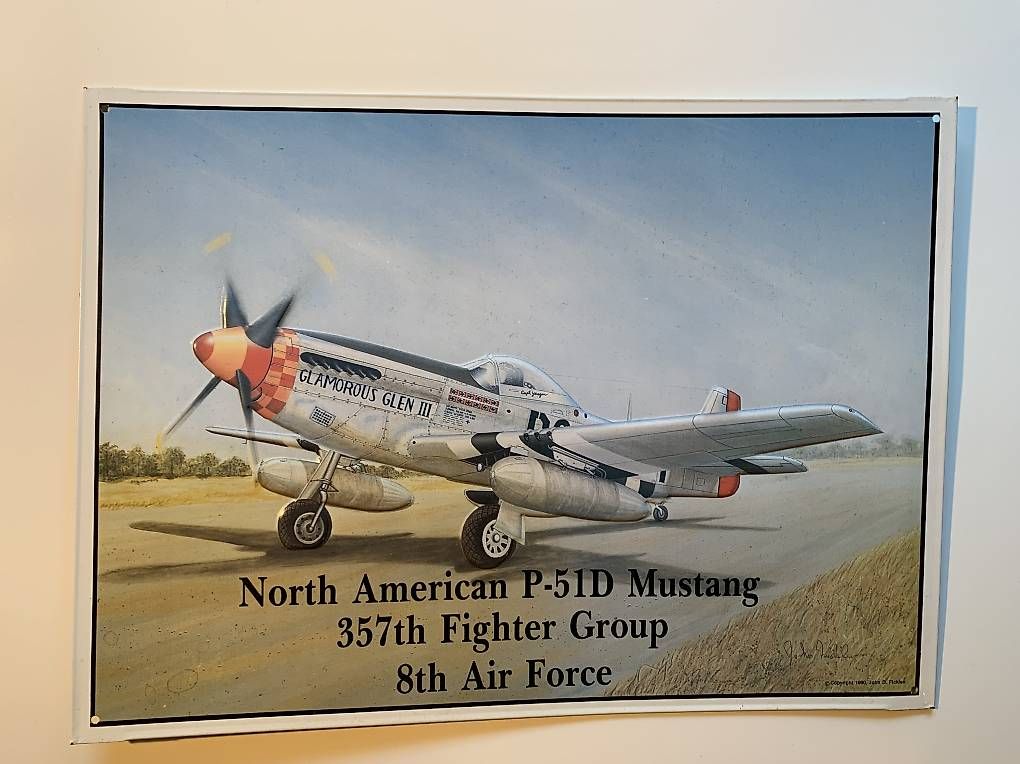 GLAMOROUS GLEN III
North American P-51D Mustang
357th Fighter Group
8th Air Force